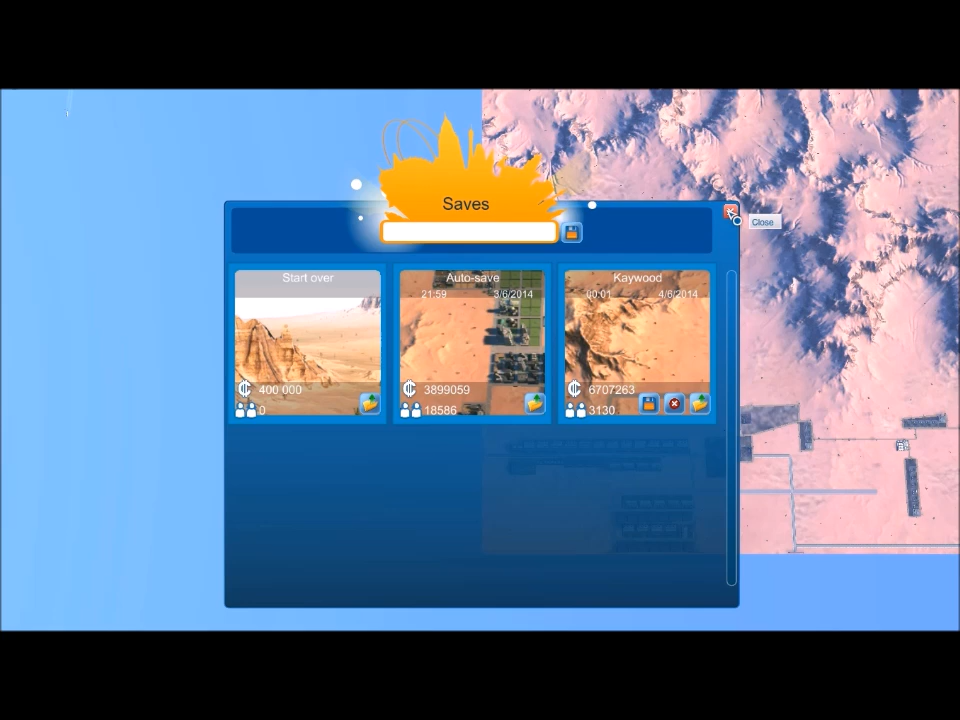 Saves
Close
Start over
400 000
0
Auto-save
21:59 3/6/2014
3899059
18586
Kaywood
00:01 4/6/2014
6707263
3130